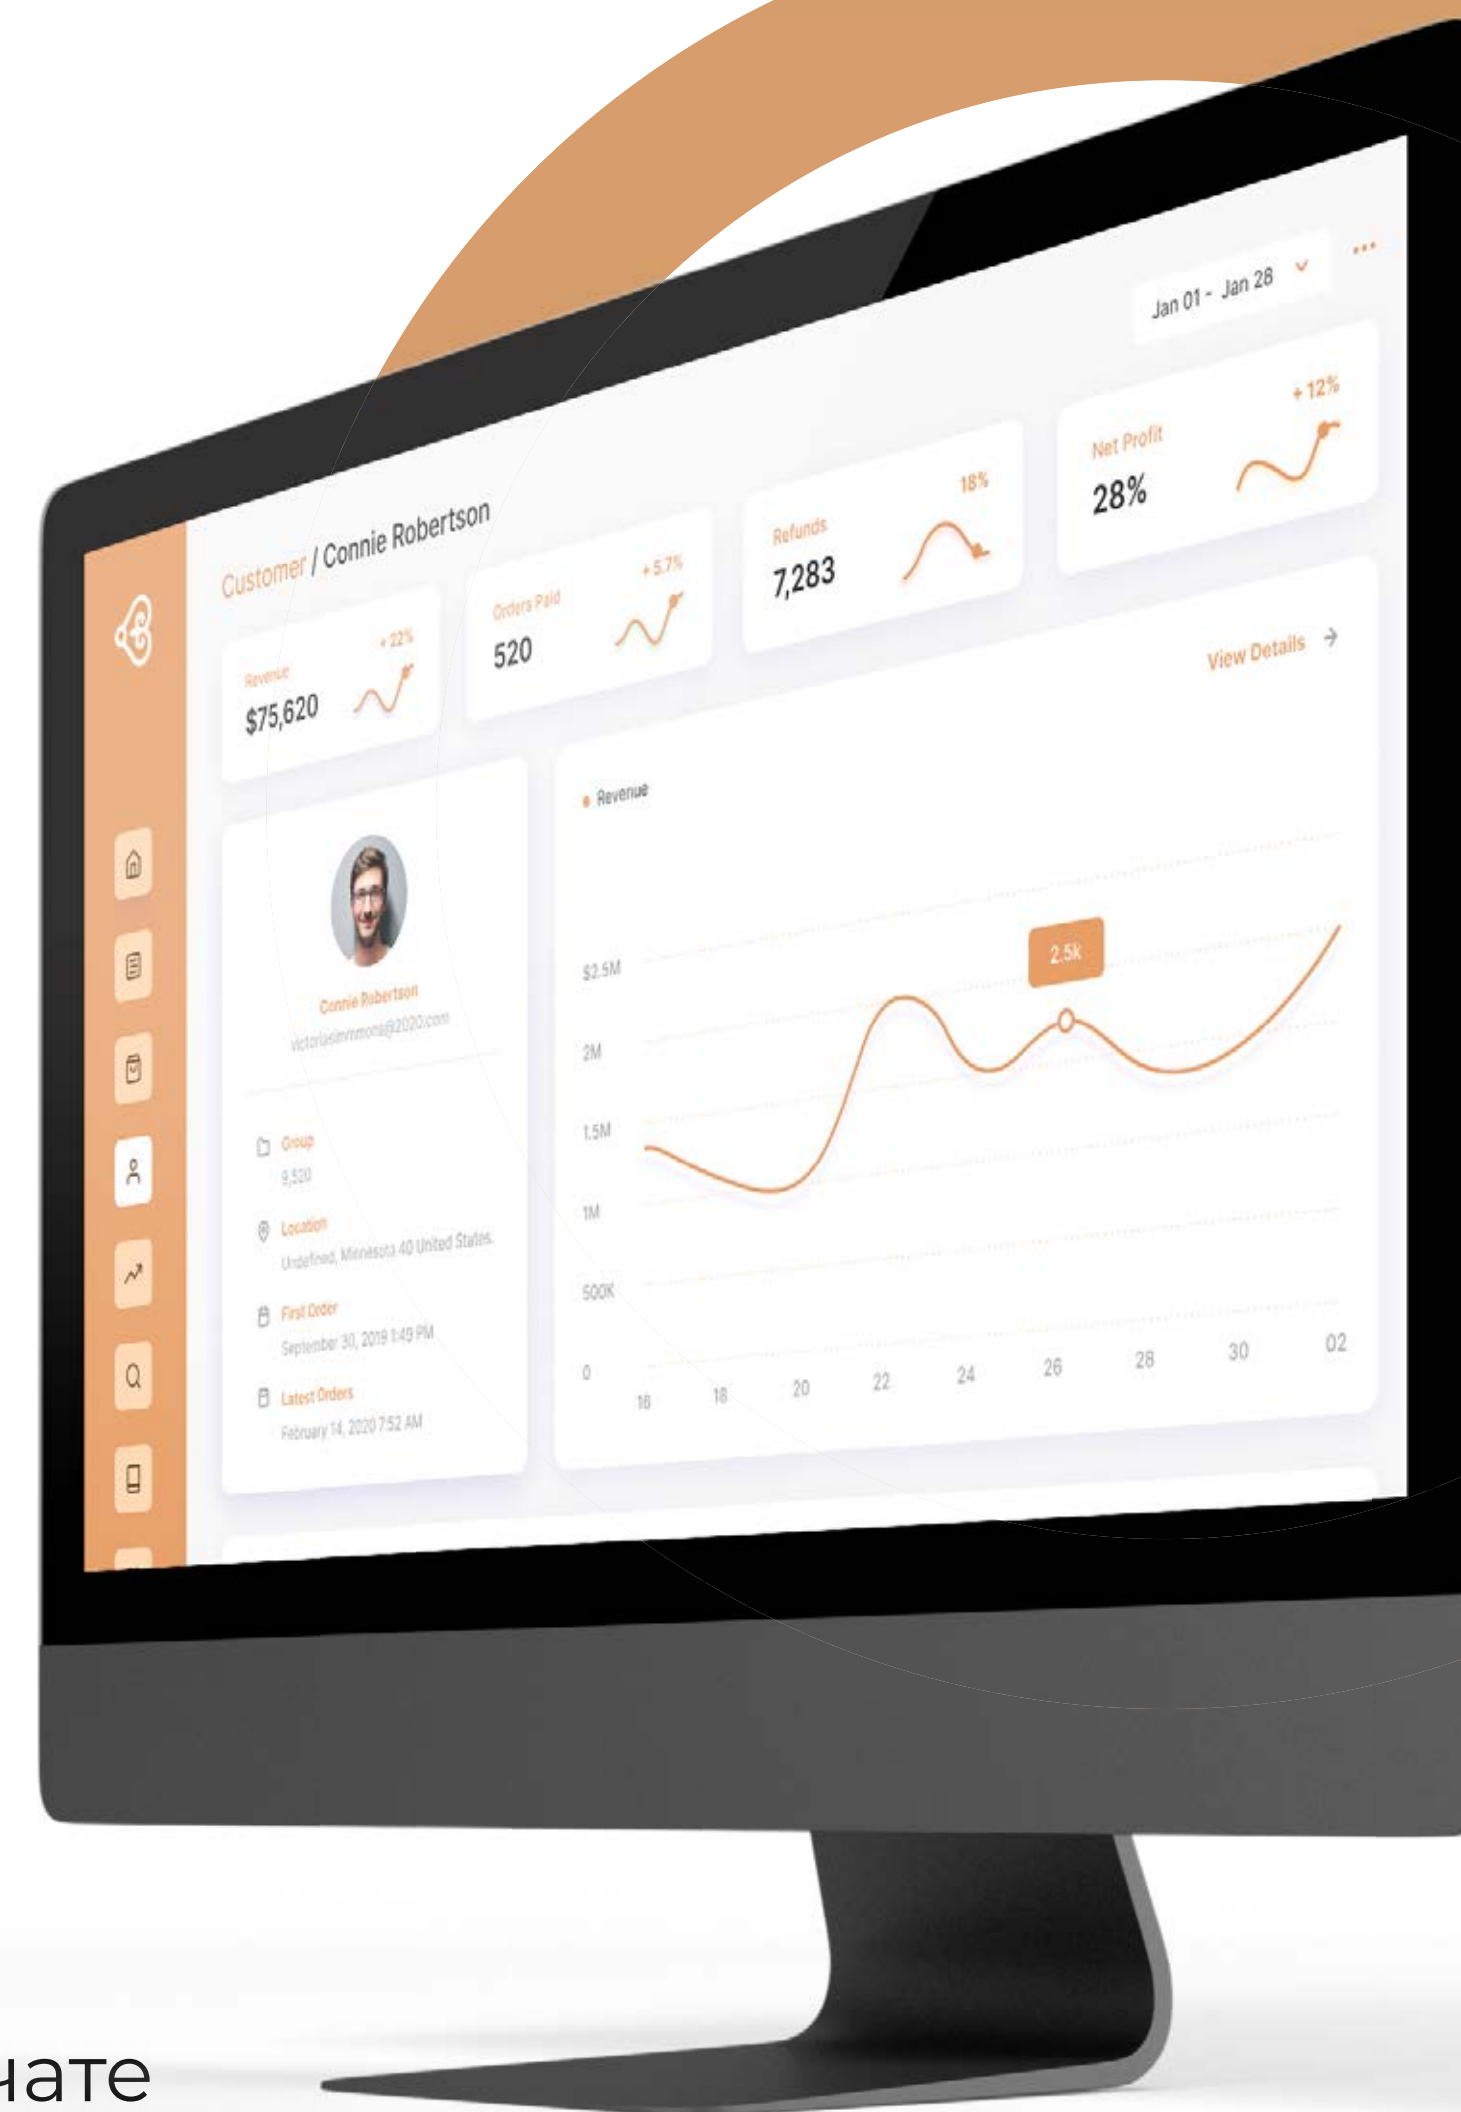 Jan 01 - Jan 28
Customer / Connie Robertson
Revenue
+ 22%
$75,620
Orders Paid
+ 5.7%
520
Refunds
18%
7,283
Net Profit
+ 12%
28%
View Details
Connie Robertson
victoriasimmmons@2020.com
Group
9,520
Location
Undefined, Minnesota 40 United States.
First Order
September 30, 2019 1:49 PM
Latest Orders
February 14, 2020 7:52 AM
Revenue
2.5k
$2.5M
2M
1.5M
1M
500K
0
16 18 20 22 24 26 28 30 02